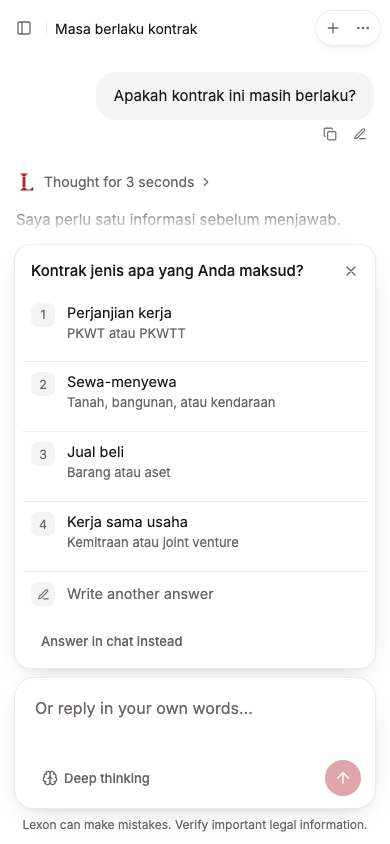 Masa berlaku kontrak
Apakah kontrak ini masih berlaku?
L Thought for 3 seconds
Saya perlu satu informasi sebelum menjawab.
Kontrak jenis apa yang Anda maksud?
1 Perjanjian kerja
PKWT atau PKWTT
2 Sewa-menyewa
Tanah, bangunan, atau kendaraan
3 Jual beli
Barang atau aset
4 Kerja sama usaha
Kemitraan atau joint venture
Write another answer
Answer in chat instead
Or reply in your own words...
Deep thinking
Lexon can make mistakes. Verify important legal information.